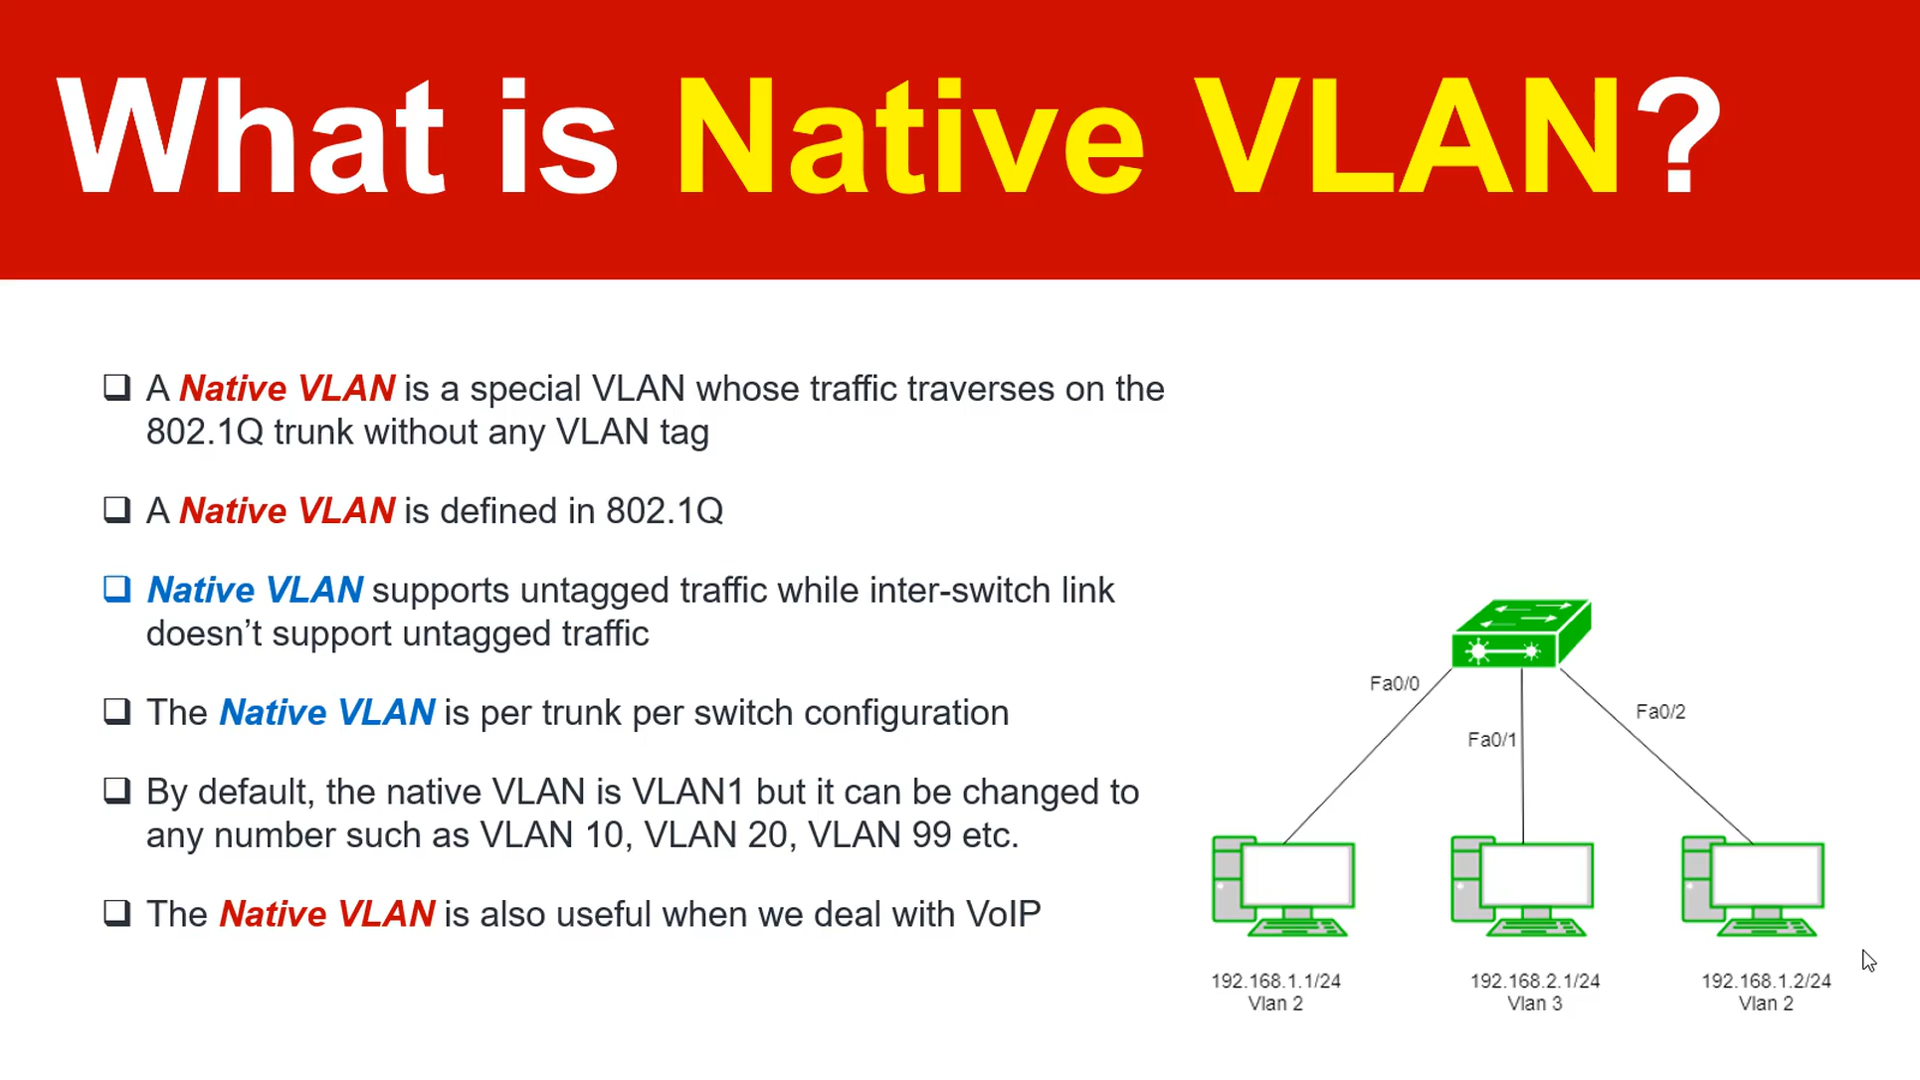 What is Native VLAN?
A Native VLAN is a special VLAN whose traffic traverses on the
802.1Q trunk without any VLAN tag
A Native VLAN is defined in 802.1Q
Native VLAN supports untagged traffic while inter-switch link
doesn’t support untagged traffic
The Native VLAN is per trunk per switch configuration
By default, the native VLAN is VLAN1 but it can be changed to
any number such as VLAN 10, VLAN 20, VLAN 99 etc.
The Native VLAN is also useful when we deal with VoIP
Fa0/0
Fa0/1
Fa0/2
192.168.1.1/24
Vlan 2
192.168.2.1/24
Vlan 3
192.168.1.2/24
Vlan 2